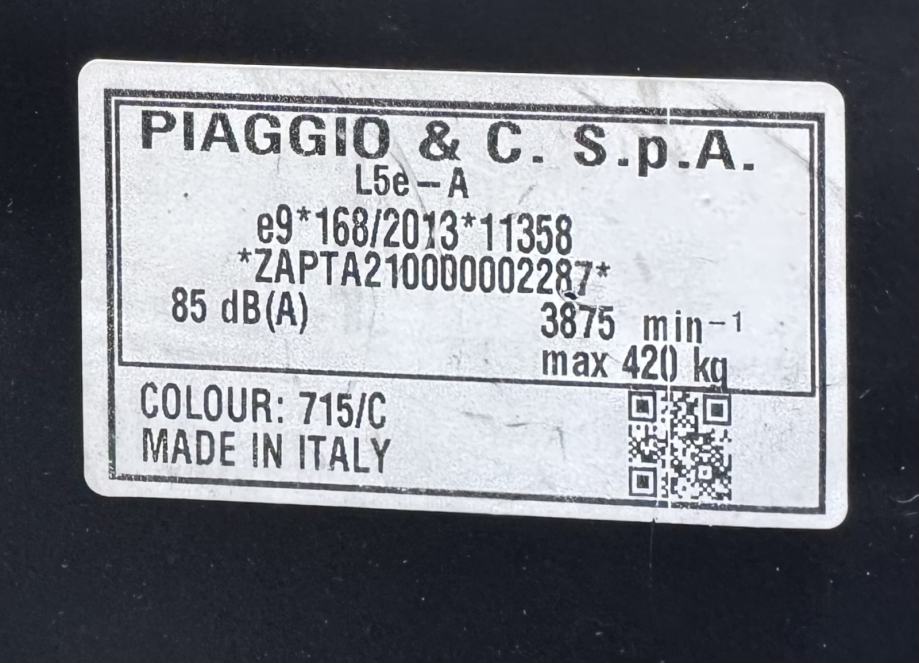 PIAGGIO & C. S.p.A.
L5e-A
e9*168/2013*11358
*ZAPTA210000002287*
85 dB(A) 3875 min⁻¹
max 420 kg
COLOUR: 715/C
MADE IN ITALY